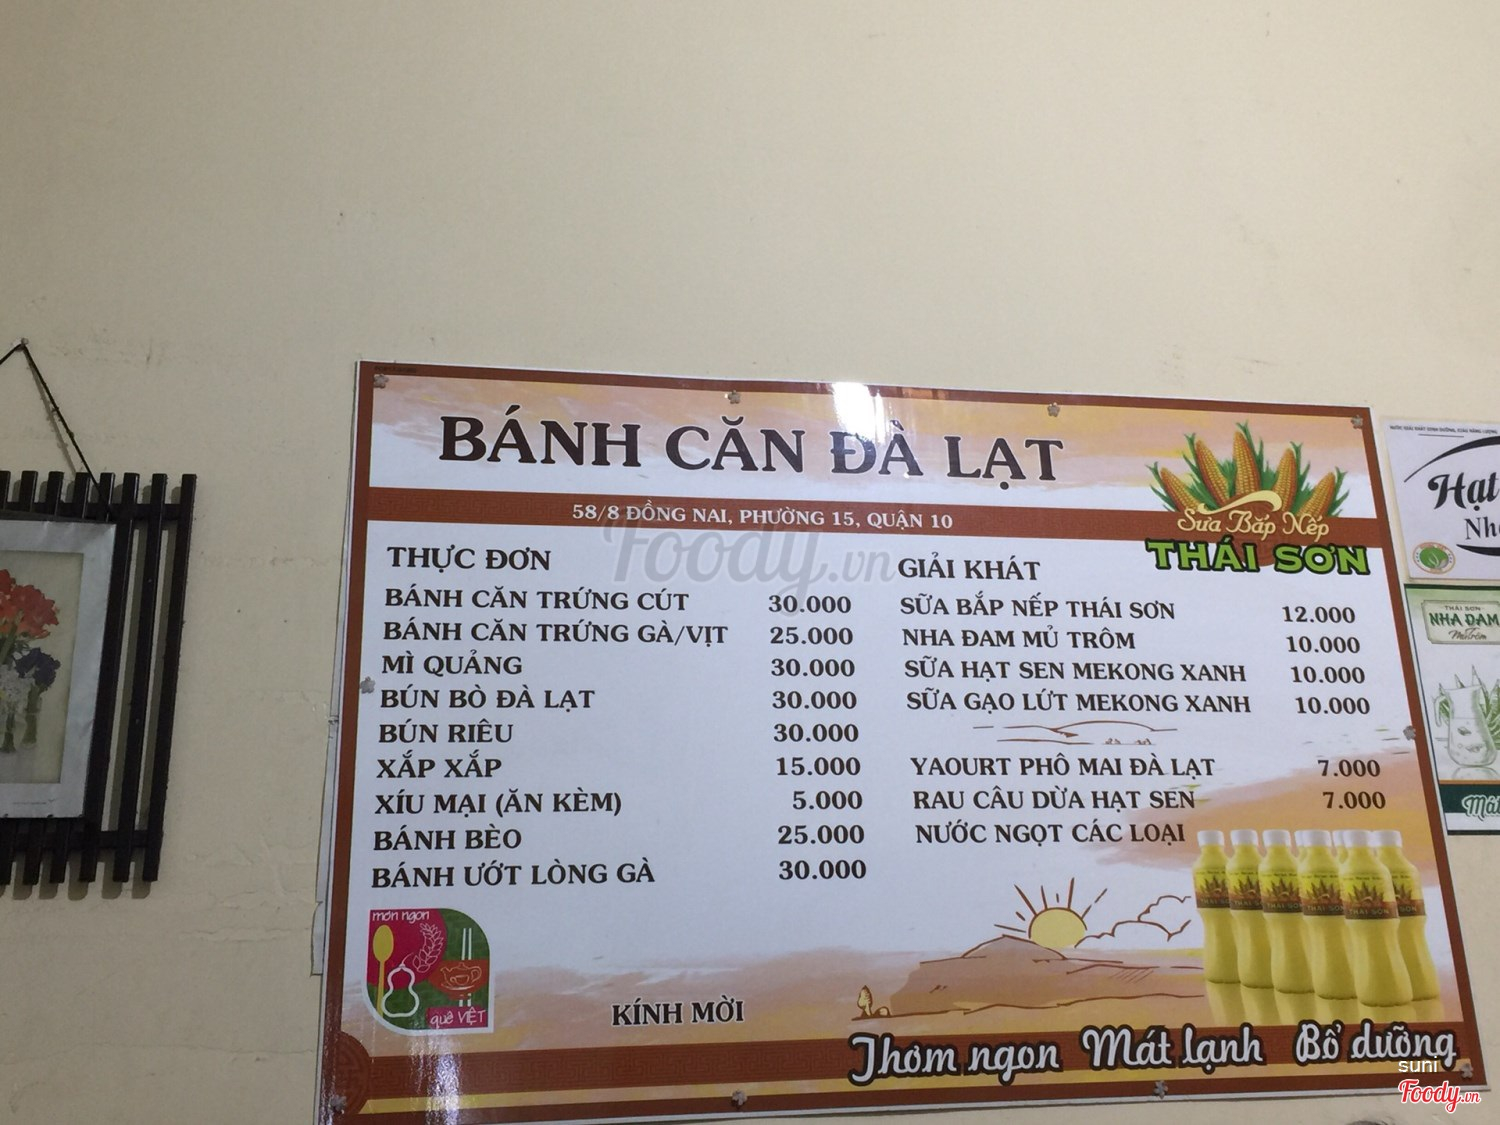 BÁNH CĂN ĐÀ LẠT
58/8 ĐỒNG NAI, PHƯỜNG 15, QUẬN 10
Sữa Bắp Nếp
THÁI SƠN
THỰC ĐƠN
BÁNH CĂN TRỨNG CÚT 30.000
BÁNH CĂN TRỨNG GÀ/VỊT 25.000
MÌ QUẢNG 30.000
BÚN BÒ ĐÀ LẠT 30.000
BÚN RIÊU 30.000
XẮP XẮP 15.000
XÍU MẠI (ĂN KÈM) 5.000
BÁNH BÈO 25.000
BÁNH ƯỚT LÒNG GÀ 30.000
GIẢI KHÁT
SỮA BẮP NẾP THÁI SƠN 12.000
NHA ĐAM MỦ TRÔM 10.000
SỮA HẠT SEN MEKONG XANH 10.000
SỮA GẠO LỨT MEKONG XANH 10.000
YAOURT PHÔ MAI ĐÀ LẠT 7.000
RAU CÂU DỪA HẠT SEN 7.000
NƯỚC NGỌT CÁC LOẠI
món ngon
quê VIỆT
KÍNH MỜI
Thơm ngon Mát lạnh Bổ dưỡng
THÁI SƠN
NHA ĐAM
Foody.vn
suni
Foody.vn